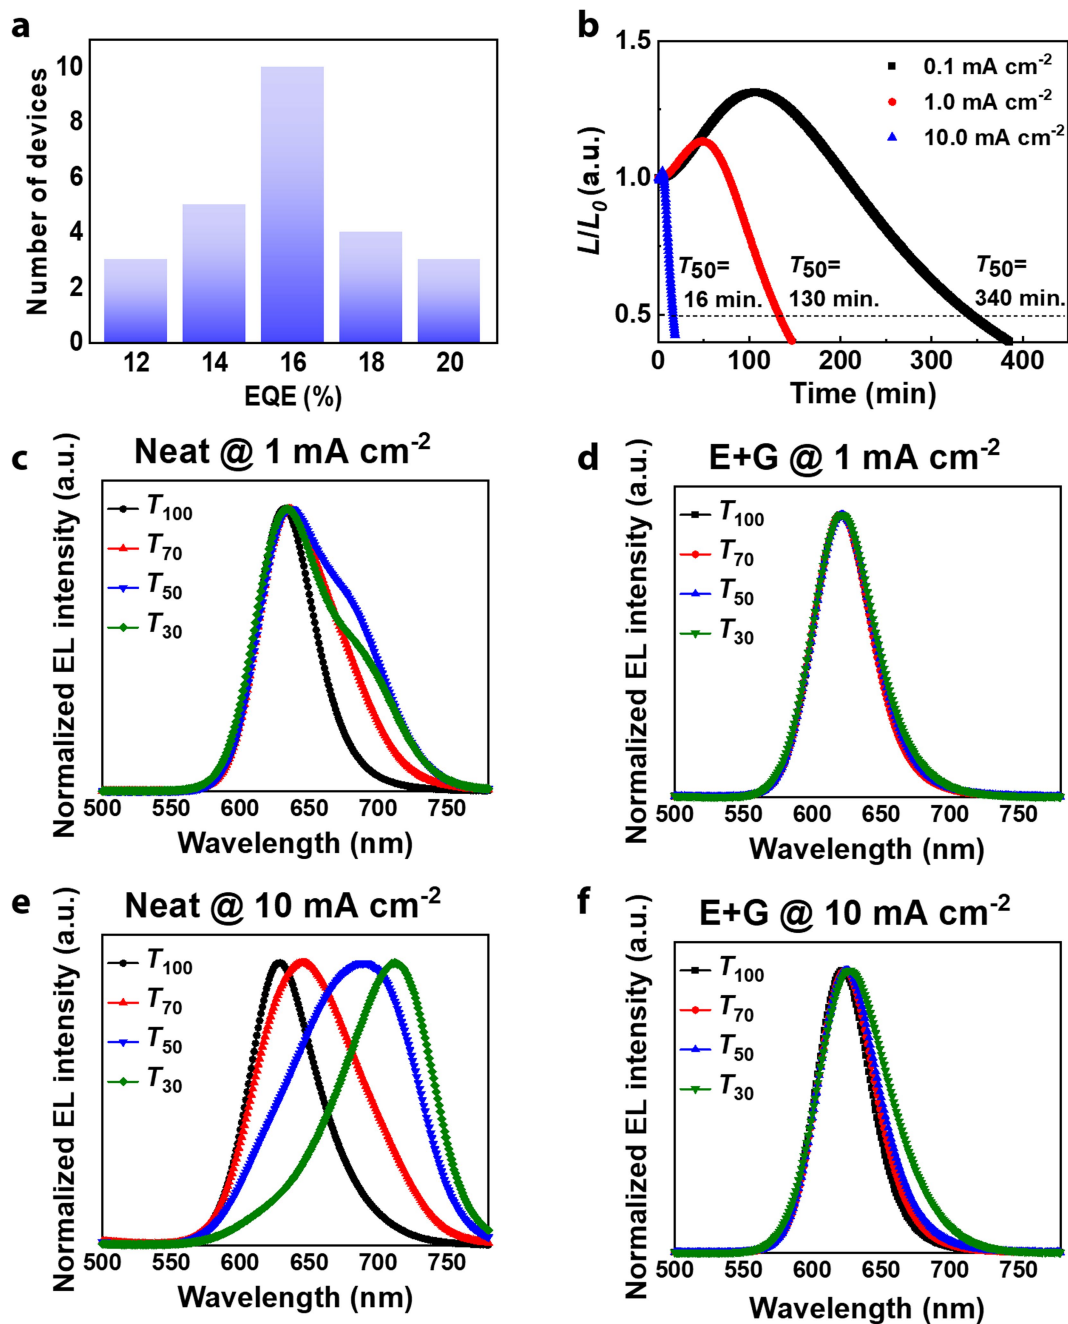 a
Number of devices
10
8
6
4
2
0
12 14 16 18 20
EQE (%)
b
L/L0 (a.u.)
1.5
1.0
0.5
0.1 mA cm-2
1.0 mA cm-2
10.0 mA cm-2
T50= T50= T50=
16 min. 130 min. 340 min.
0 100 200 300 400
Time (min)
c
Neat @ 1 mA cm-2
Normalized EL intensity (a.u.)
T100
T70
T50
T30
500 550 600 650 700 750
Wavelength (nm)
d
E+G @ 1 mA cm-2
Normalized EL intensity (a.u.)
T100
T70
T50
T30
500 550 600 650 700 750
Wavelength (nm)
e
Neat @ 10 mA cm-2
Normalized EL intensity (a.u.)
T100
T70
T50
T30
500 550 600 650 700 750
Wavelength (nm)
f
E+G @ 10 mA cm-2
Normalized EL intensity (a.u.)
T100
T70
T50
T30
500 550 600 650 700 750
Wavelength (nm)